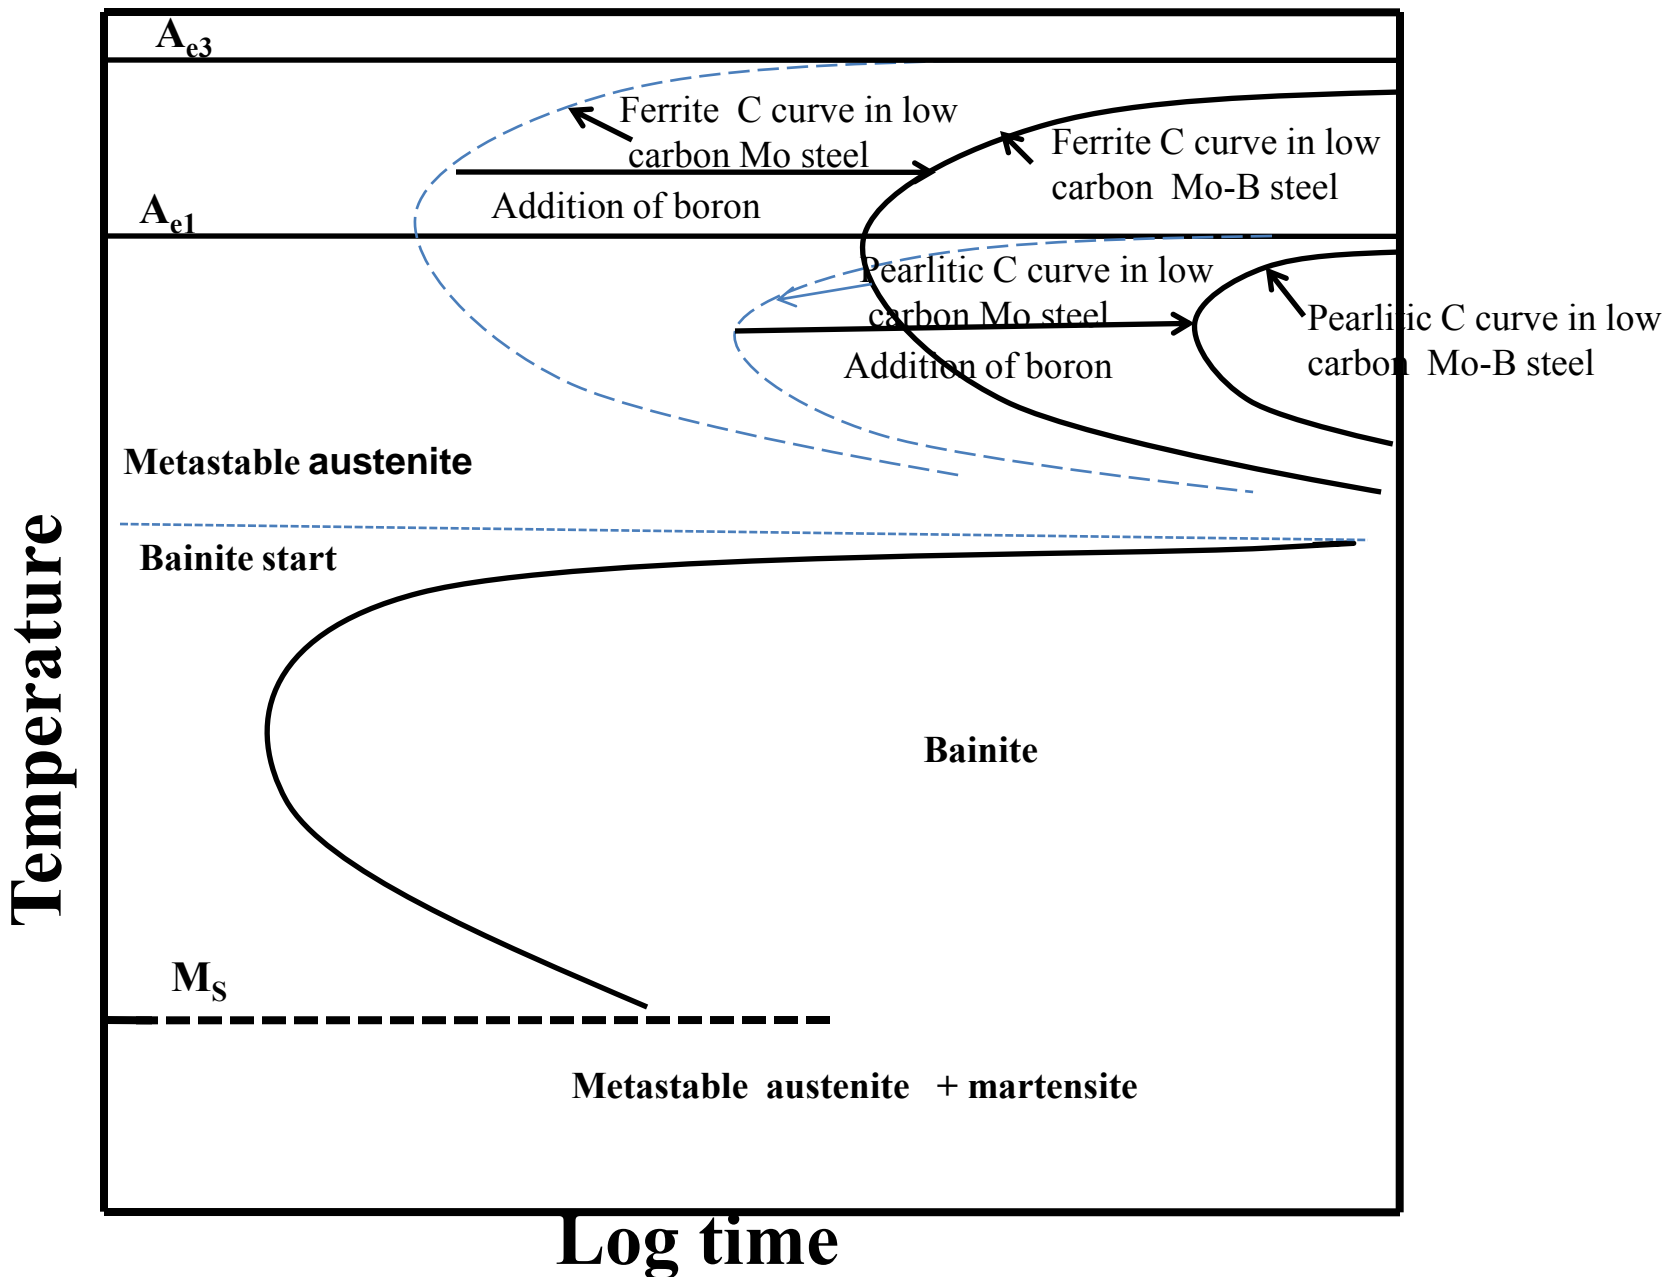 Ae3
Ferrite C curve in low
carbon Mo steel
Ferrite C curve in low
carbon Mo-B steel
Addition of boron
Ae1
Pearlitic C curve in low
carbon Mo steel
Pearlitic C curve in low
carbon Mo-B steel
Addition of boron
Metastable austenite
Bainite start
Temperature
Bainite
MS
Metastable austenite + martensite
Log time